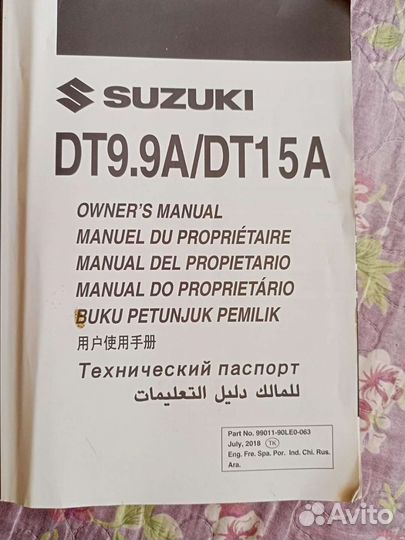 SUZUKI
DT9.9A/DT15A
OWNER'S MANUAL
MANUEL DU PROPRIÉTAIRE
MANUAL DEL PROPIETARIO
MANUAL DO PROPRIETÁRIO
BUKU PETUNJUK PEMILIK
用户使用手册
Технический паспорт
للمالك دليل التعليمات
Part No. 99011-90LE0-063
July, 2018 TK
Eng. Fre. Spa. Por. Ind. Chi. Rus.
Ara.
Avito